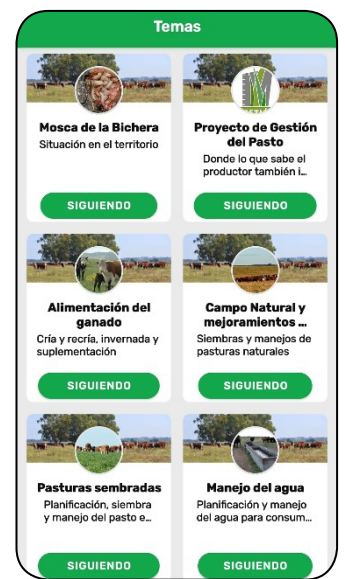 Temas
Mosca de la Bichera
Situación en el territorio
SIGUIENDO
Proyecto de Gestión
del Pasto
Donde lo que sabe el
productor también i...
SIGUIENDO
Alimentación del
ganado
Cría y recría, invernada y
suplementación
SIGUIENDO
Campo Natural y
mejoramientos ...
Siembras y manejos de
pasturas naturales
SIGUIENDO
Pasturas sembradas
Planificación, siembra
y manejo del pasto e...
SIGUIENDO
Manejo del agua
Planificación y manejo
del agua para consum...
SIGUIENDO